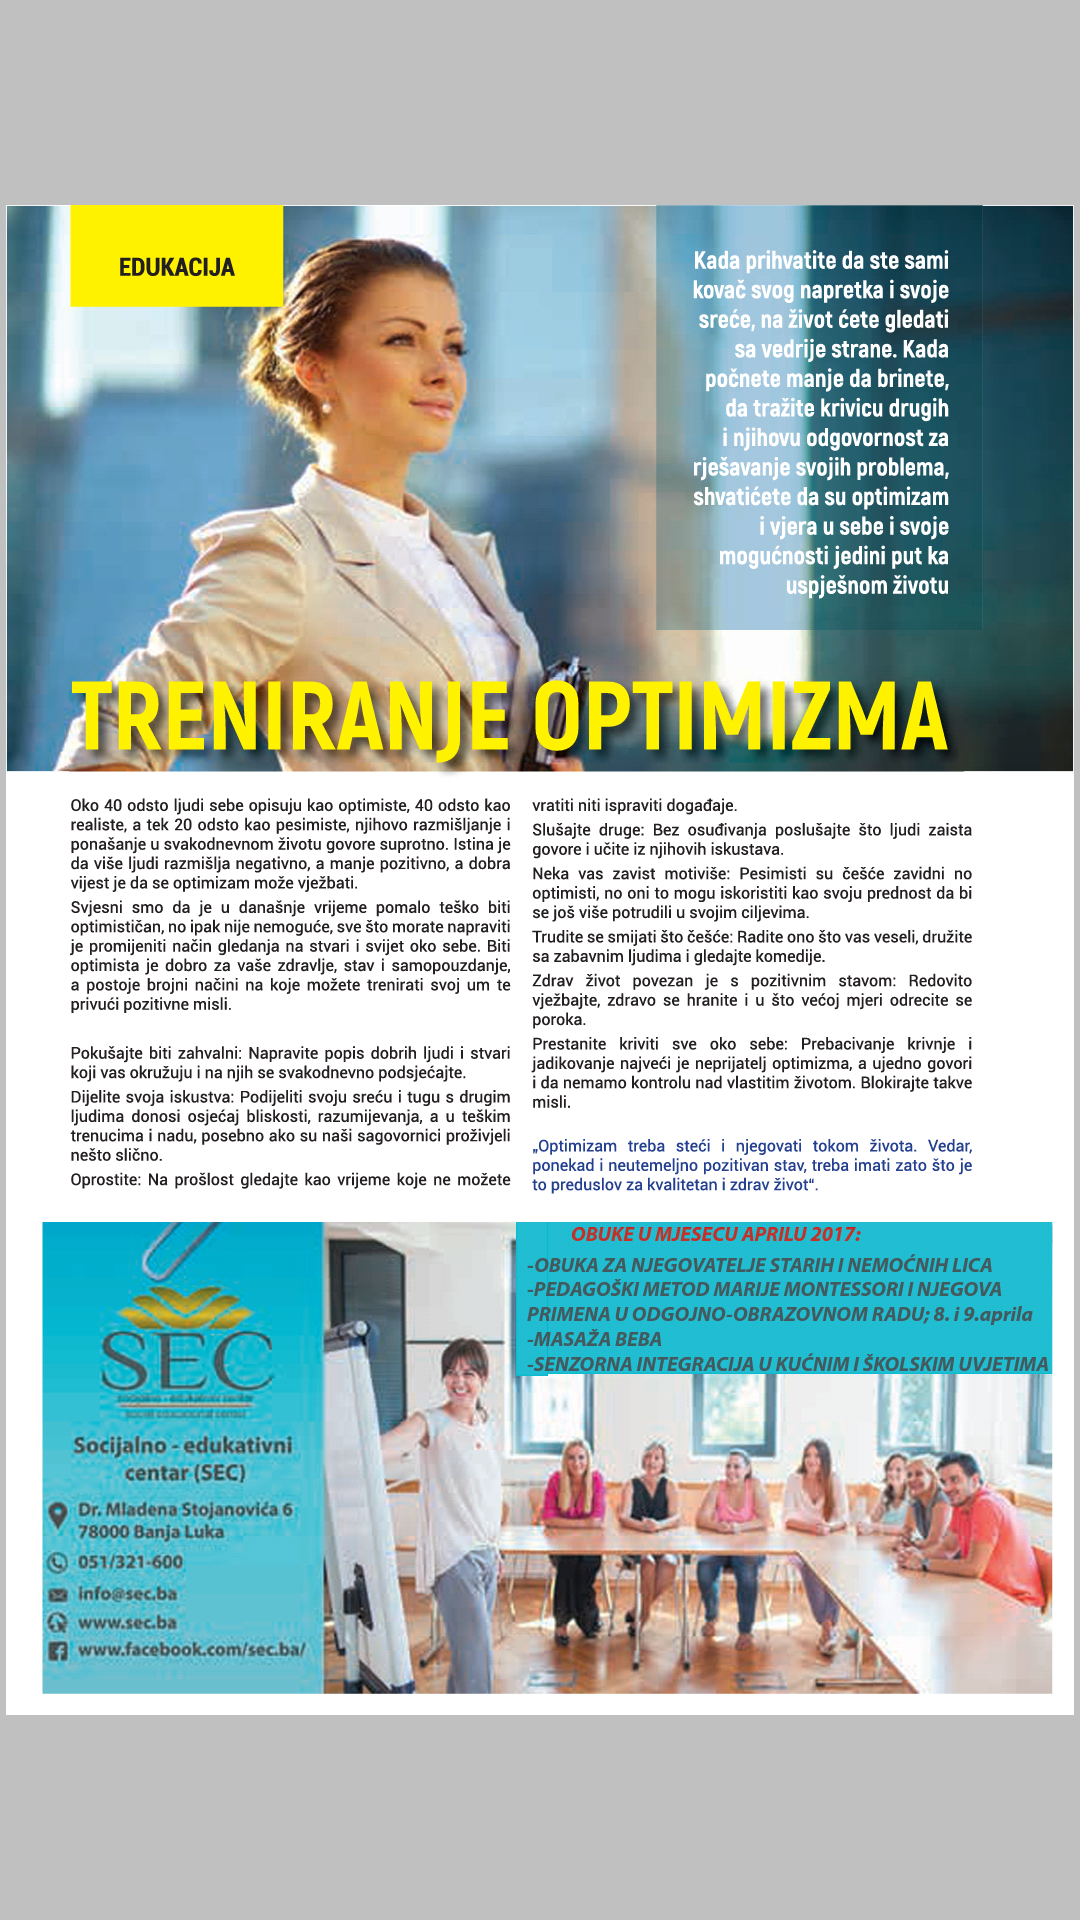 EDUKACIJA
Kada prihvatite da ste sami
kovač svog napretka i svoje
sreće, na život ćete gledati
sa vedrije strane. Kada
počnete manje da brinete,
da tražite krivicu drugih
i njihovu odgovornost za
rješavanje svojih problema,
shvatićete da su optimizam
i vjera u sebe i svoje
mogućnosti jedini put ka
uspješnom životu
TRENIRANJE OPTIMIZMA
Oko 40 odsto ljudi sebe opisuju kao optimiste, 40 odsto kao
realiste, a tek 20 odsto kao pesimiste, njihovo razmišljanje i
ponašanje u svakodnevnom životu govore suprotno. Istina je
da više ljudi razmišlja negativno, a manje pozitivno, a dobra
vijest je da se optimizam može vježbati.
Svjesni smo da je u današnje vrijeme pomalo teško biti
optimističan, no ipak nije nemoguće, sve što morate napraviti
je promijeniti način gledanja na stvari i svijet oko sebe. Biti
optimista je dobro za vaše zdravlje, stav i samopouzdanje,
a postoje brojni načini na koje možete trenirati svoj um te
privući pozitivne misli.
Pokušajte biti zahvalni: Napravite popis dobrih ljudi i stvari
koji vas okružuju i na njih se svakodnevno podsjećajte.
Dijelite svoja iskustva: Podijeliti svoju sreću i tugu s drugim
ljudima donosi osjećaj bliskosti, razumijevanja, a u teškim
trenucima i nadu, posebno ako su naši sagovornici proživjeli
nešto slično.
Oprostite: Na prošlost gledajte kao vrijeme koje ne možete
vratiti niti ispraviti događaje.
Slušajte druge: Bez osuđivanja poslušajte što ljudi zaista
govore i učite iz njihovih iskustava.
Neka vas zavist motiviše: Pesimisti su češće zavidni no
optimisti, no oni to mogu iskoristiti kao svoju prednost da bi
se još više potrudili u svojim ciljevima.
Trudite se smijati što češće: Radite ono što vas veseli, družite
sa zabavnim ljudima i gledajte komedije.
Zdrav život povezan je s pozitivnim stavom: Redovito
vježbajte, zdravo se hranite i u što većoj mjeri odrecite se
poroka.
Prestanite kriviti sve oko sebe: Prebacivanje krivnje i
jadikovanje najveći je neprijatelj optimizma, a ujedno govori
i da nemamo kontrolu nad vlastitim životom. Blokirajte takve
misli.
„Optimizam treba steći i njegovati tokom života. Vedar,
ponekad i neutemeljno pozitivan stav, treba imati zato što je
to preduslov za kvalitetan i zdrav život“.
OBUKE U MJESECU APRILU 2017:
-OBUKA ZA NJEGOVATELJE STARIH I NEMOĆNIH LICA
-PEDAGOŠKI METOD MARIJE MONTESSORI I NJEGOVA
PRIMENA U ODGOJNO-OBRAZOVNOM RADU; 8. i 9.aprila
-MASAŽA BEBA
-SENZORNA INTEGRACIJA U KUĆNIM I ŠKOLSKIM UVJETIMA
SEC
socijalno - edukativni centar
social educational center
Socijalno - edukativni
centar (SEC)
Dr. Mladena Stojanovića 6
78000 Banja Luka
051/321-600
info@sec.ba
www.sec.ba
www.facebook.com/sec.ba/